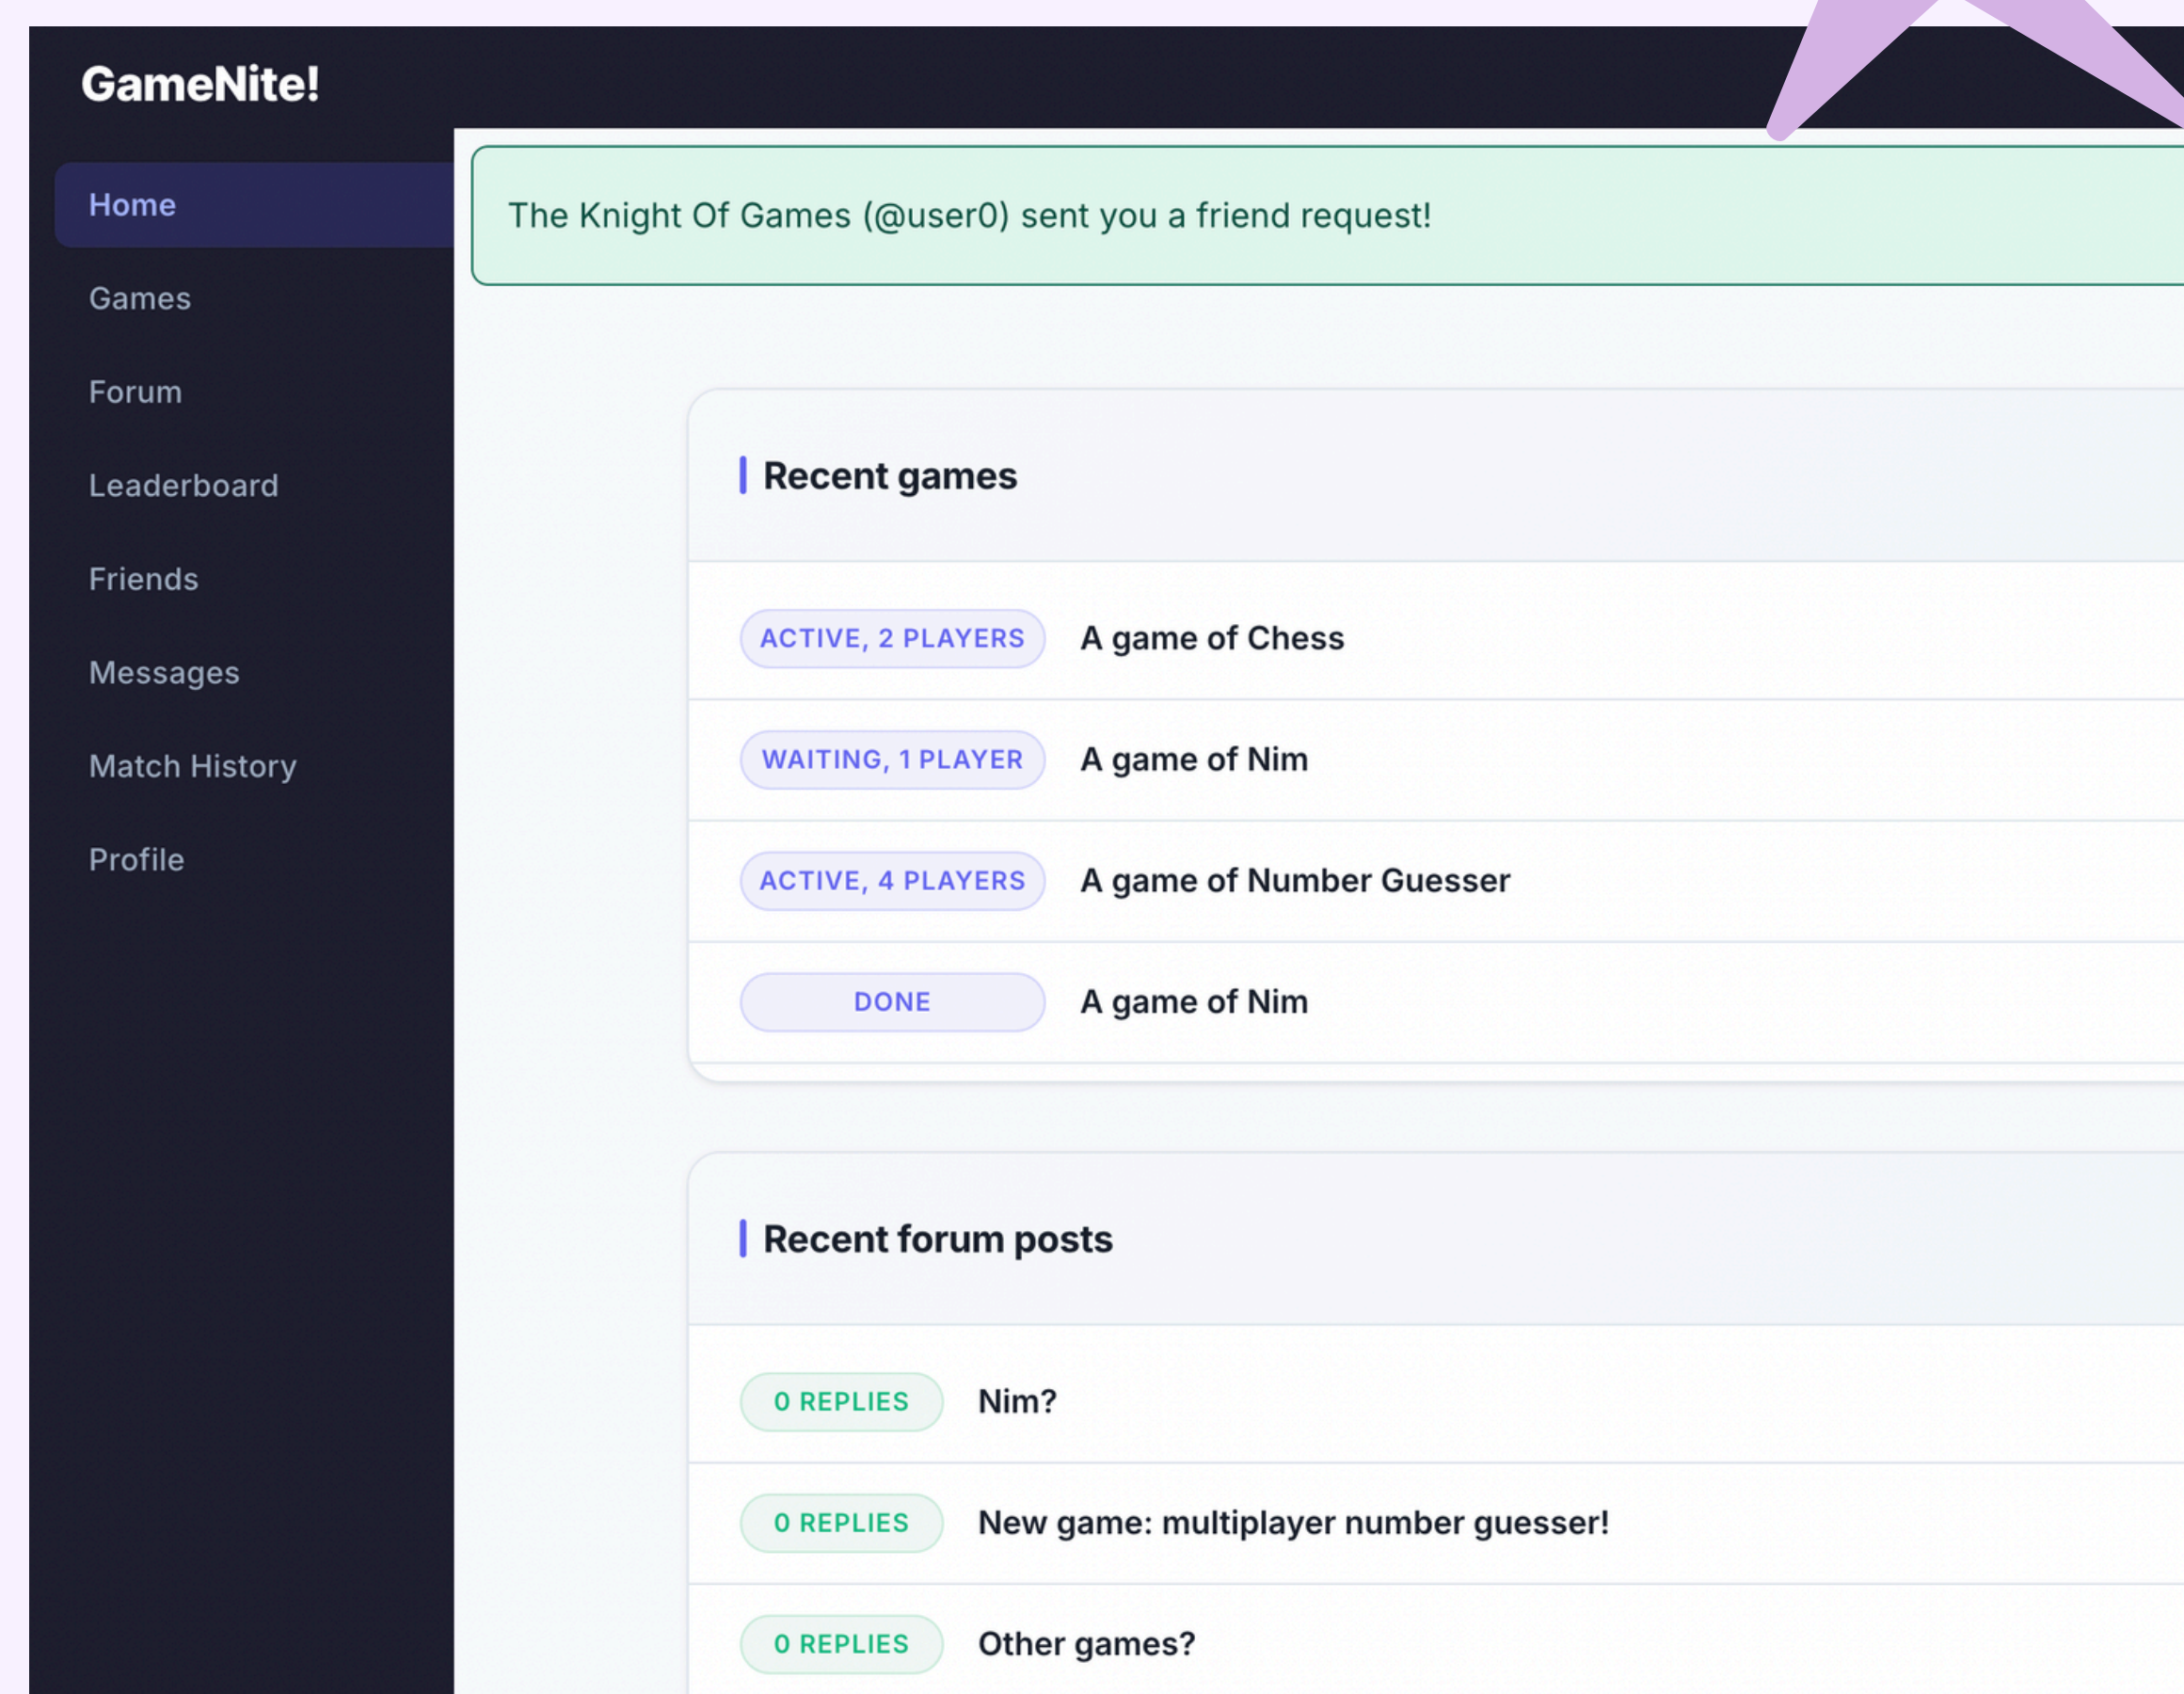 GameNite!
Home
Games
Forum
Leaderboard
Friends
Messages
Match History
Profile
The Knight Of Games (@user0) sent you a friend request!
Recent games
ACTIVE, 2 PLAYERS A game of Chess
WAITING, 1 PLAYER A game of Nim
ACTIVE, 4 PLAYERS A game of Number Guesser
DONE A game of Nim
Recent forum posts
0 REPLIES Nim?
0 REPLIES New game: multiplayer number guesser!
0 REPLIES Other games?